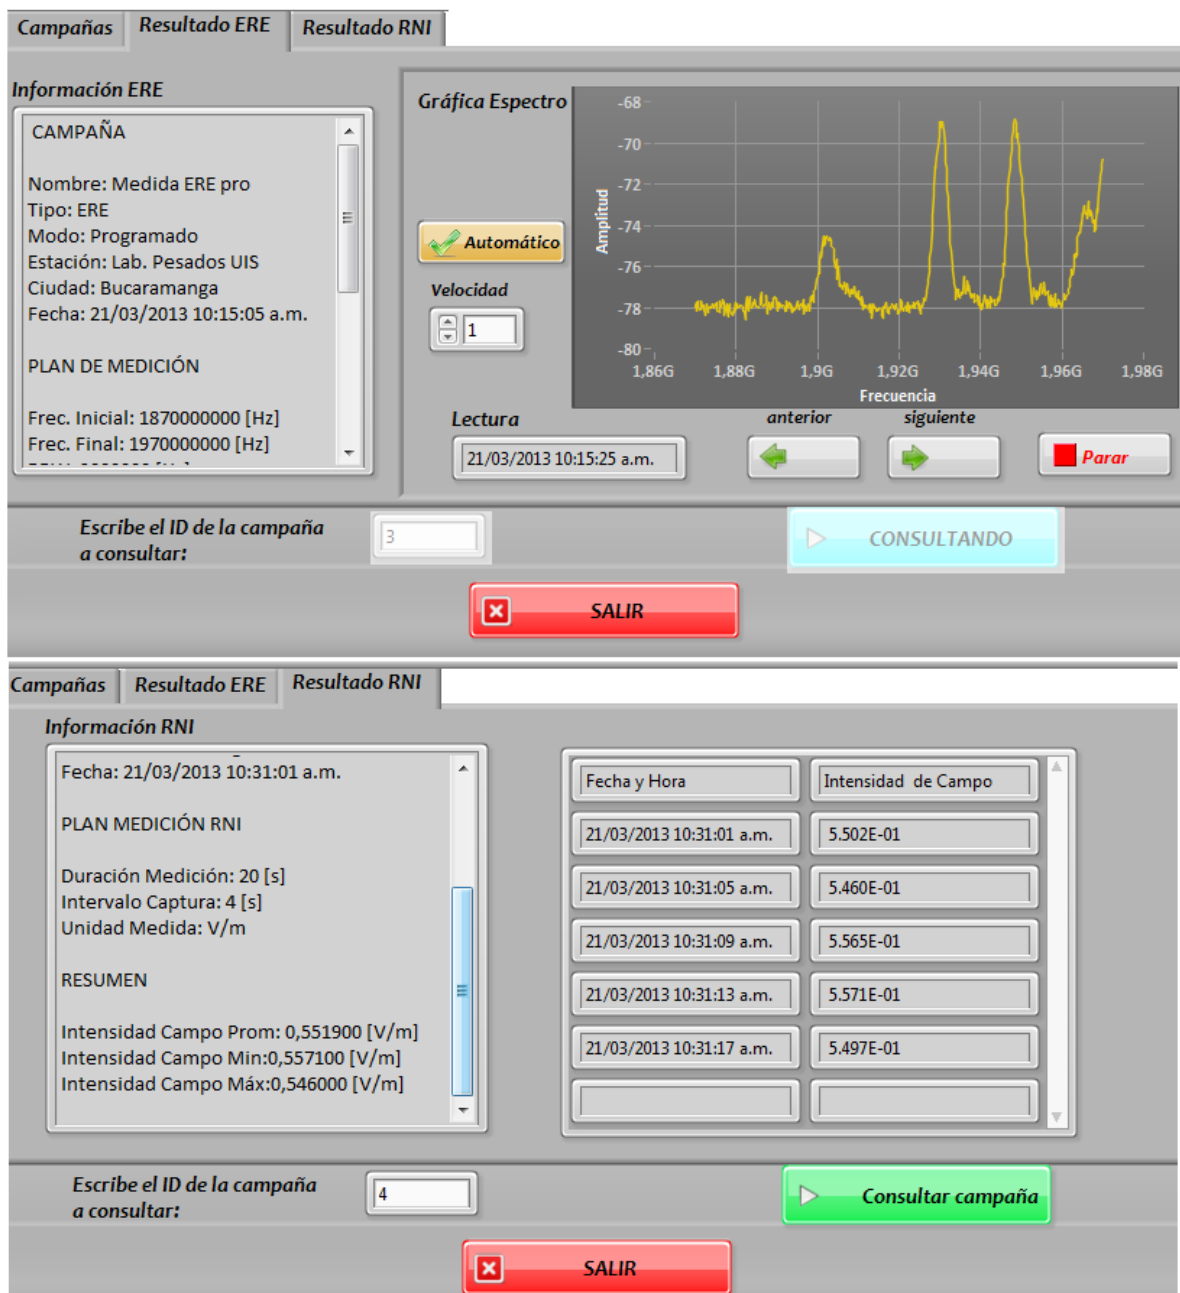 Campañas
Resultado ERE
Resultado RNI
Información ERE
CAMPAÑA
Nombre: Medida ERE pro
Tipo: ERE
Modo: Programado
Estación: Lab. Pesados UIS
Ciudad: Bucaramanga
Fecha: 21/03/2013 10:15:05 a.m.
PLAN DE MEDICIÓN
Frec. Inicial: 1870000000 [Hz]
Frec. Final: 1970000000 [Hz]
Gráfica Espectro
Automático
Velocidad
1
Amplitud
-68
-70
-72
-74
-76
-78
-80
1,86G
1,88G
1,9G
1,92G
1,94G
1,96G
1,98G
Frecuencia
Lectura
21/03/2013 10:15:25 a.m.
anterior
siguiente
Parar
Escribe el ID de la campaña
a consultar:
3
CONSULTANDO
SALIR
Campañas
Resultado ERE
Resultado RNI
Información RNI
Fecha: 21/03/2013 10:31:01 a.m.
PLAN MEDICIÓN RNI
Duración Medición: 20 [s]
Intervalo Captura: 4 [s]
Unidad Medida: V/m
RESUMEN
Intensidad Campo Prom: 0,551900 [V/m]
Intensidad Campo Min:0,557100 [V/m]
Intensidad Campo Máx:0,546000 [V/m]
Fecha y Hora Intensidad de Campo
21/03/2013 10:31:01 a.m. 5.502E-01
21/03/2013 10:31:05 a.m. 5.460E-01
21/03/2013 10:31:09 a.m. 5.565E-01
21/03/2013 10:31:13 a.m. 5.571E-01
21/03/2013 10:31:17 a.m. 5.497E-01
Escribe el ID de la campaña
a consultar:
4
Consultar campaña
SALIR